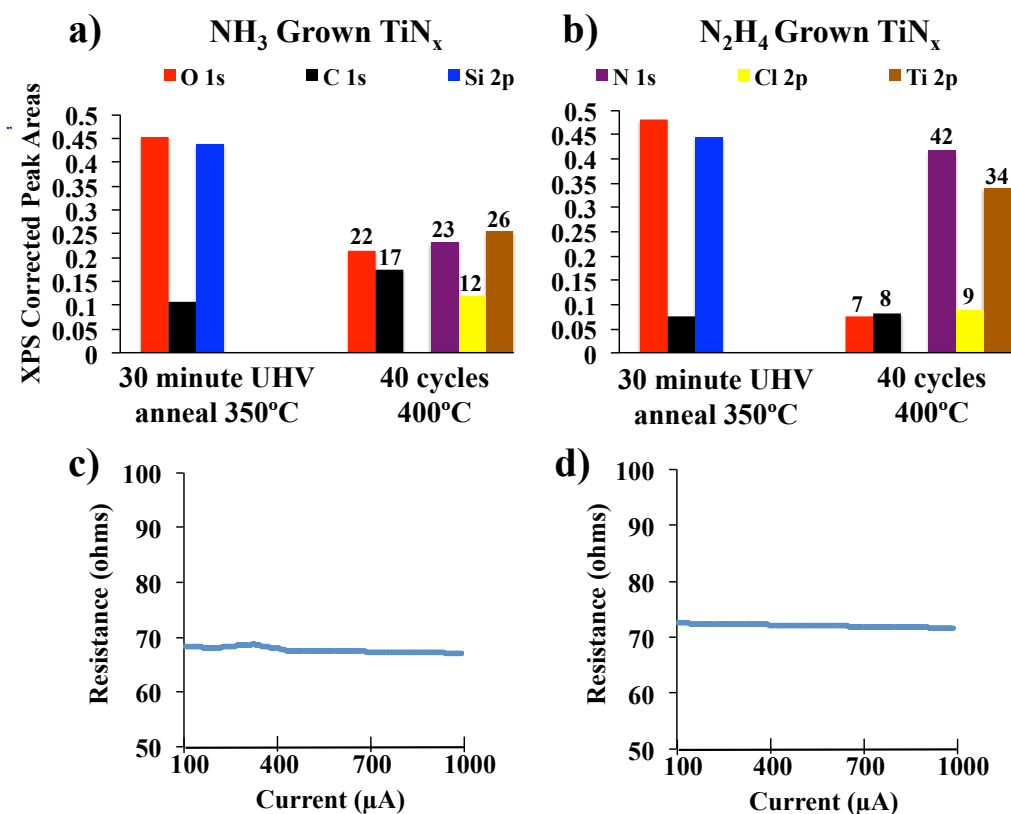 a) NH₃ Grown TiNₓ
b) N₂H₄ Grown TiNₓ
O 1s C 1s Si 2p N 1s Cl 2p Ti 2p
XPS Corrected Peak Areas
0.5
0.45
0.4
0.35
0.3
0.25
0.2
0.15
0.1
0.05
0
22
17
23
12
26
30 minute UHV
anneal 350ºC
40 cycles
400ºC
0.5
0.45
0.4
0.35
0.3
0.25
0.2
0.15
0.1
0.05
0
7
8
42
9
34
30 minute UHV
anneal 350ºC
40 cycles
400ºC
c)
Resistance (ohms)
100
90
80
70
60
50
100 400 700 1000
Current (µA)
d)
Resistance (ohms)
100
90
80
70
60
50
100 400 700 1000
Current (µA)